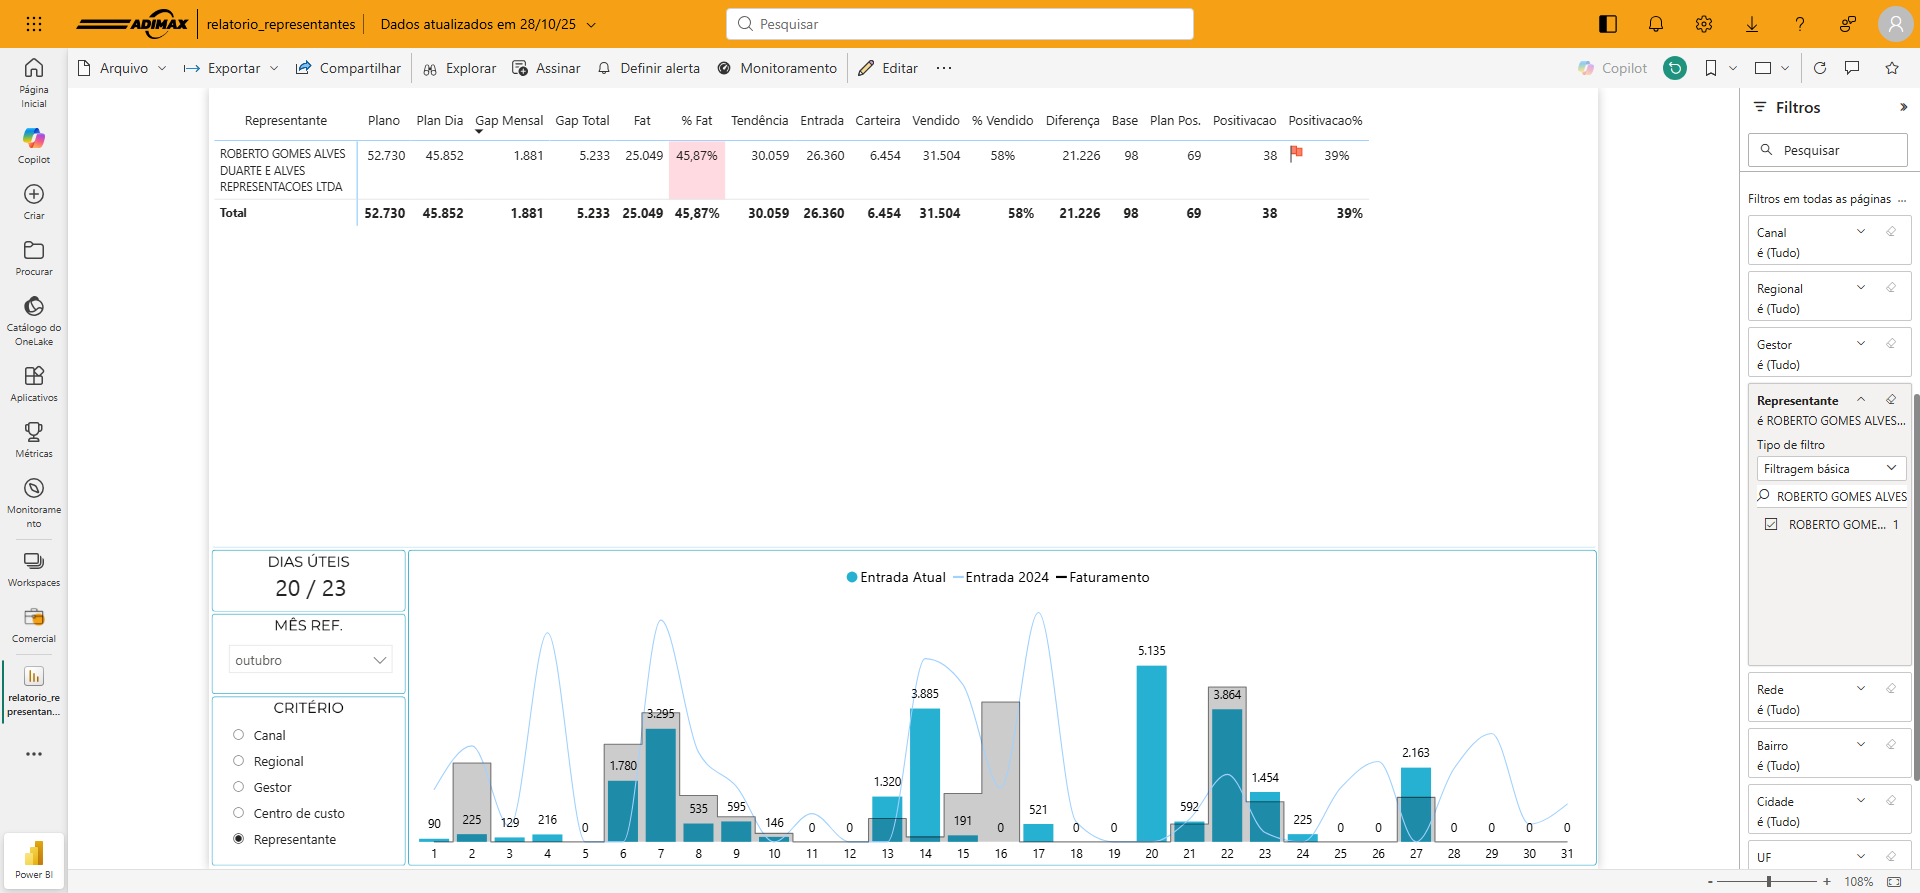 ADIMAX
relatorio_representantes
Dados atualizados em 28/10/25
Pesquisar
Arquivo
Exportar
Compartilhar
Explorar
Assinar
Definir alerta
Monitoramento
Editar
Copilot
Página
Inicial
Copilot
Criar
Procurar
Catálogo do
OneLake
Aplicativos
Métricas
Monitorame
nto
Workspaces
Comercial
relatorio_re
presentan...
Power BI
Representante Plano Plan Dia Gap Mensal Gap Total Fat % Fat Tendência Entrada Carteira Vendido % Vendido Diferença Base Plan Pos. Positivacao Positivacao%
ROBERTO GOMES ALVES 52.730 45.852 1.881 5.233 25.049 45,87% 30.059 26.360 6.454 31.504 58% 21.226 98 69 38 39%
DUARTE E ALVES
REPRESENTACOES LTDA
Total 52.730 45.852 1.881 5.233 25.049 45,87% 30.059 26.360 6.454 31.504 58% 21.226 98 69 38 39%
DIAS ÚTEIS
20 / 23
MÊS REF.
outubro
CRITÉRIO
Canal
Regional
Gestor
Centro de custo
Representante
Entrada Atual Entrada 2024 Faturamento
90 225 129 216 0 1.780 3.295 535 595 146 0 0 1.320 3.885 191 0 521 0 0 5.135 592 3.864 1.454 225 0 0 2.163 0 0 0 0
1 2 3 4 5 6 7 8 9 10 11 12 13 14 15 16 17 18 19 20 21 22 23 24 25 26 27 28 29 30 31
Filtros
Pesquisar
Filtros em todas as páginas ...
Canal
é (Tudo)
Regional
é (Tudo)
Gestor
é (Tudo)
Representante
é ROBERTO GOMES ALVES...
Tipo de filtro
Filtragem básica
ROBERTO GOMES ALVES
ROBERTO GOME... 1
Rede
é (Tudo)
Bairro
é (Tudo)
Cidade
é (Tudo)
UF
- + 108%